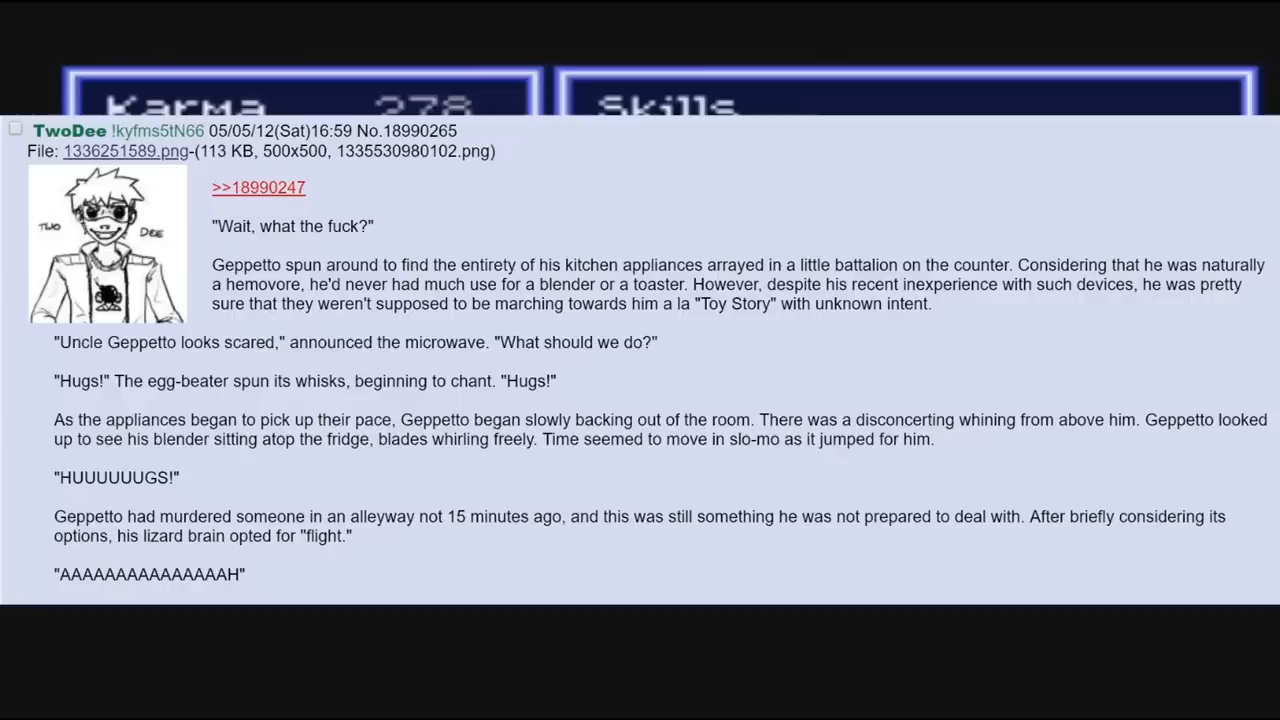 Karma 278 Skills
TwoDee !kyfms5tN66 05/05/12(Sat)16:59 No.18990265
File: 1336251589.png-(113 KB, 500x500, 1335530980102.png)
TWO DEE
>>18990247
"Wait, what the fuck?"
Geppetto spun around to find the entirety of his kitchen appliances arrayed in a little battalion on the counter. Considering that he was naturally
a hemovore, he'd never had much use for a blender or a toaster. However, despite his recent inexperience with such devices, he was pretty
sure that they weren't supposed to be marching towards him a la "Toy Story" with unknown intent.
"Uncle Geppetto looks scared," announced the microwave. "What should we do?"
"Hugs!" The egg-beater spun its whisks, beginning to chant. "Hugs!"
As the appliances began to pick up their pace, Geppetto began slowly backing out of the room. There was a disconcerting whining from above him. Geppetto looked
up to see his blender sitting atop the fridge, blades whirling freely. Time seemed to move in slo-mo as it jumped for him.
"HUUUUUUGS!"
Geppetto had murdered someone in an alleyway not 15 minutes ago, and this was still something he was not prepared to deal with. After briefly considering its
options, his lizard brain opted for "flight."
"AAAAAAAAAAAAAAAH"